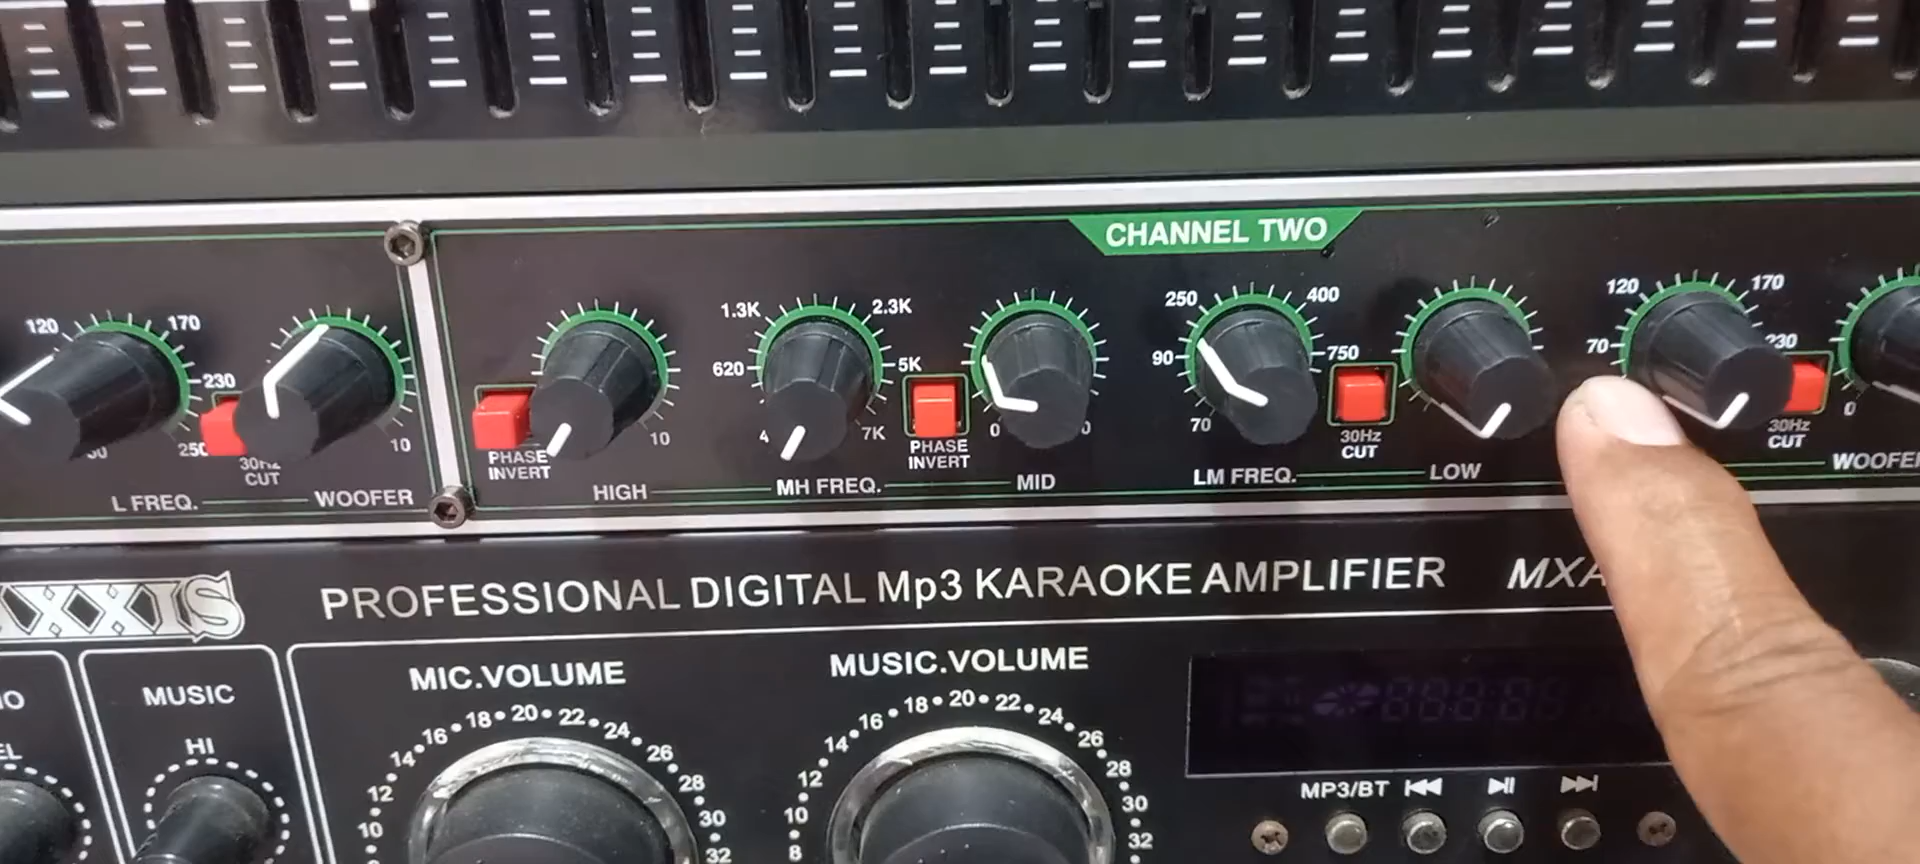 CHANNEL TWO
120 170
230
250
30Hz
CUT
L FREQ. WOOFER
10
PHASE
INVERT
HIGH
10
1.3K 2.3K
620 5K
7K
MH FREQ.
PHASE
INVERT
0
MID
250 400
90 750
70
LM FREQ.
30Hz
CUT
LOW
120 170
70 230
30Hz
CUT
0
PROFESSIONAL DIGITAL Mp3 KARAOKE AMPLIFIER
MUSIC
HI
MIC.VOLUME
10 12 14 16 18 20 22 24 26 28 30 32
MUSIC.VOLUME
8 10 12 14 16 18 20 22 24 26 28 30 32
MP3/BT